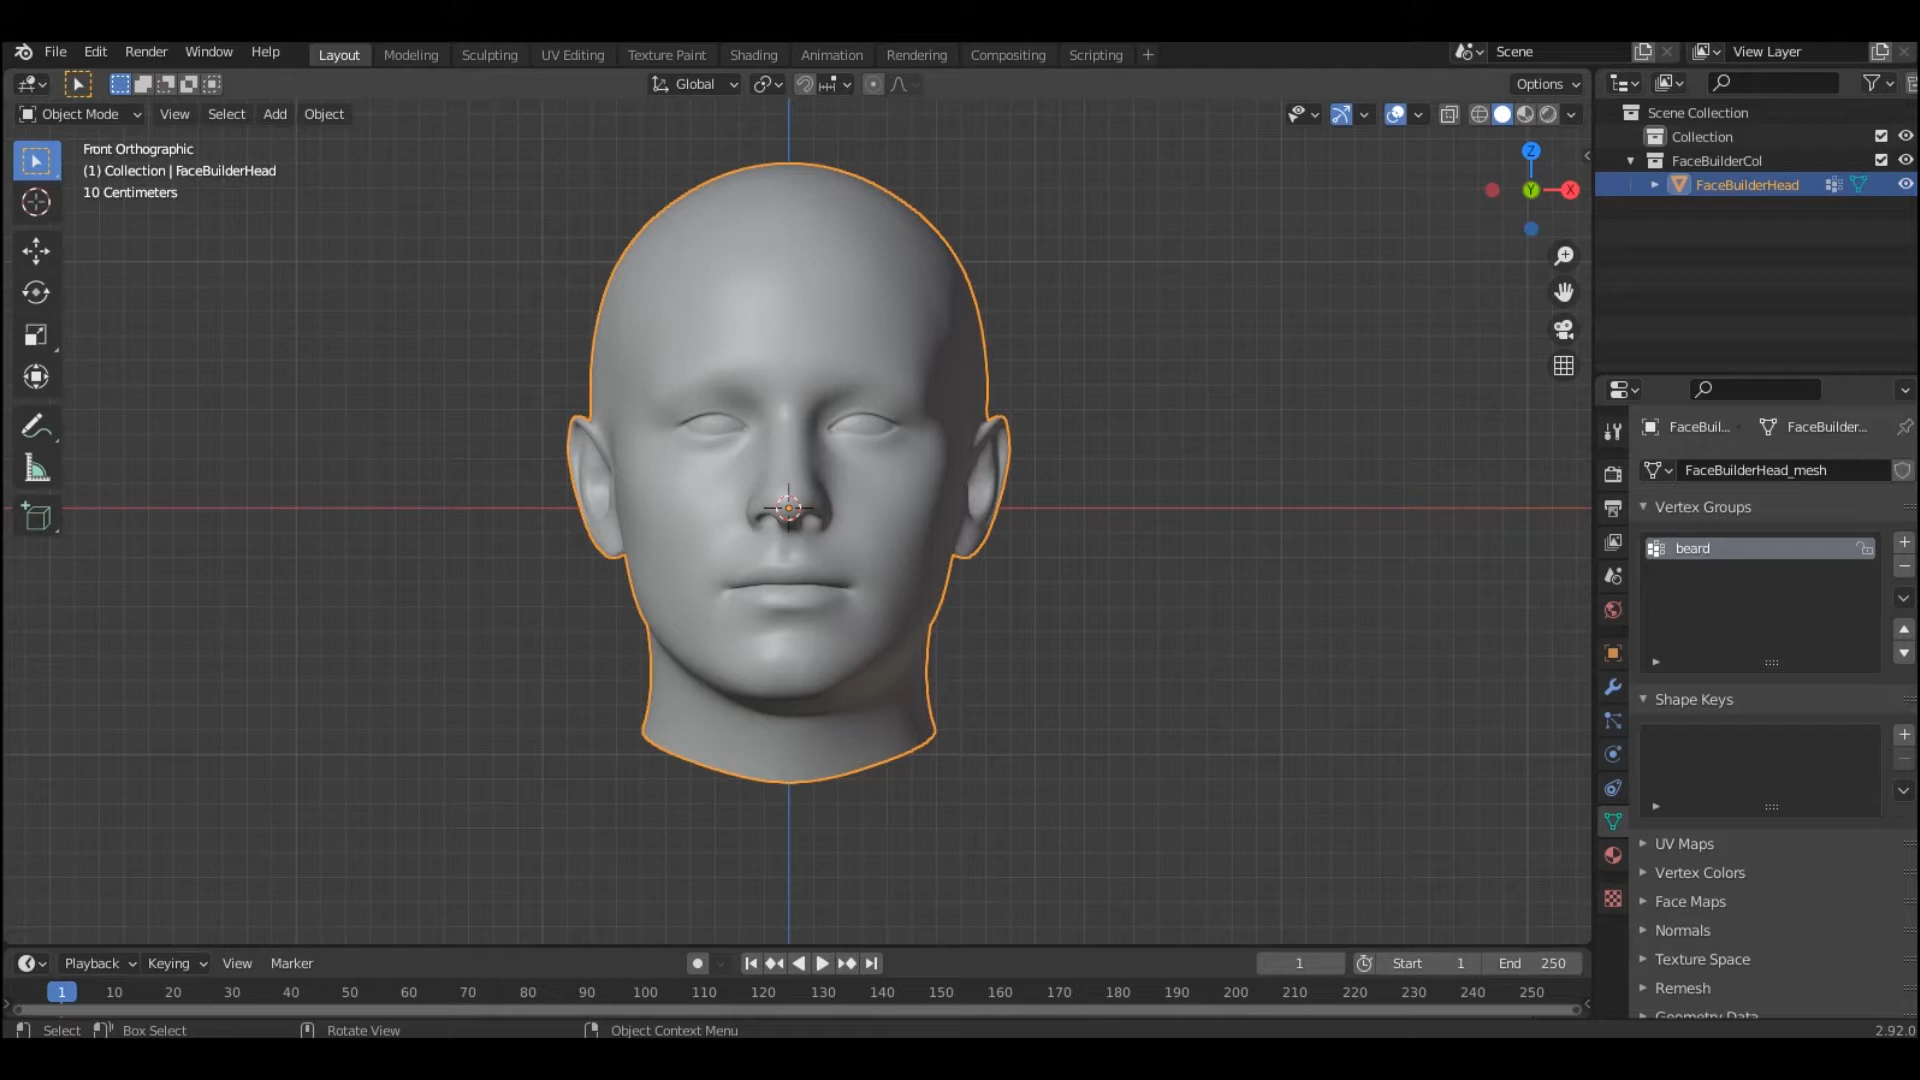 File Edit Render Window Help Layout Modeling Sculpting UV Editing Texture Paint Shading Animation Rendering Compositing Scripting + Scene View Layer
Global Options
Object Mode View Select Add Object
Front Orthographic
(1) Collection | FaceBuilderHead
10 Centimeters
Z
Y
X
Scene Collection
Collection
FaceBuilderCol
FaceBuilderHead
FaceBuil... FaceBuilder...
FaceBuilderHead_mesh
Vertex Groups
beard
Shape Keys
UV Maps
Vertex Colors
Face Maps
Normals
Texture Space
Remesh
Geometry Data
Playback Keying View Marker 1 Start 1 End 250
1 10 20 30 40 50 60 70 80 90 100 110 120 130 140 150 160 170 180 190 200 210 220 230 240 250
Select Box Select Rotate View Object Context Menu 2.92.0